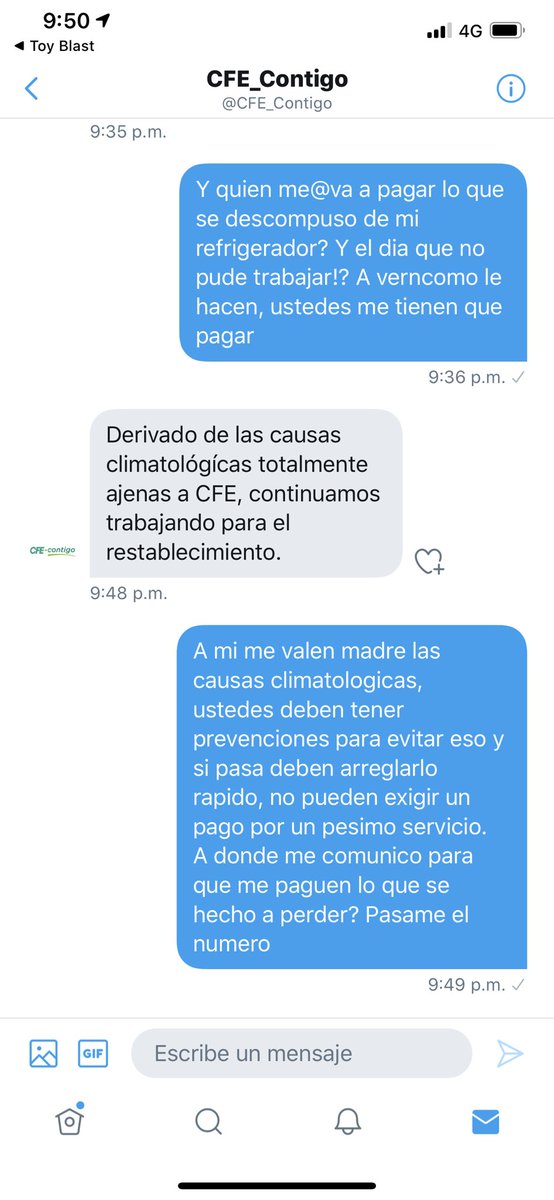 9:50
4G
◀ Toy Blast
CFE_Contigo
@CFE_Contigo
9:35 p.m.
Y quien me@va a pagar lo que
se descompuso de mi
refrigerador? Y el dia que no
pude trabajar!? A verncomo le
hacen, ustedes me tienen que
pagar
9:36 p.m.
Derivado de las causas
climatológícas totalmente
ajenas a CFE, continuamos
trabajando para el
restablecimiento.
CFE-contigo
9:48 p.m.
A mi me valen madre las
causas climatologicas,
ustedes deben tener
prevenciones para evitar eso y
si pasa deben arreglarlo
rapido, no pueden exigir un
pago por un pesimo servicio.
A donde me comunico para
que me paguen lo que se
hecho a perder? Pasame el
numero
9:49 p.m.
GIF
Escribe un mensaje